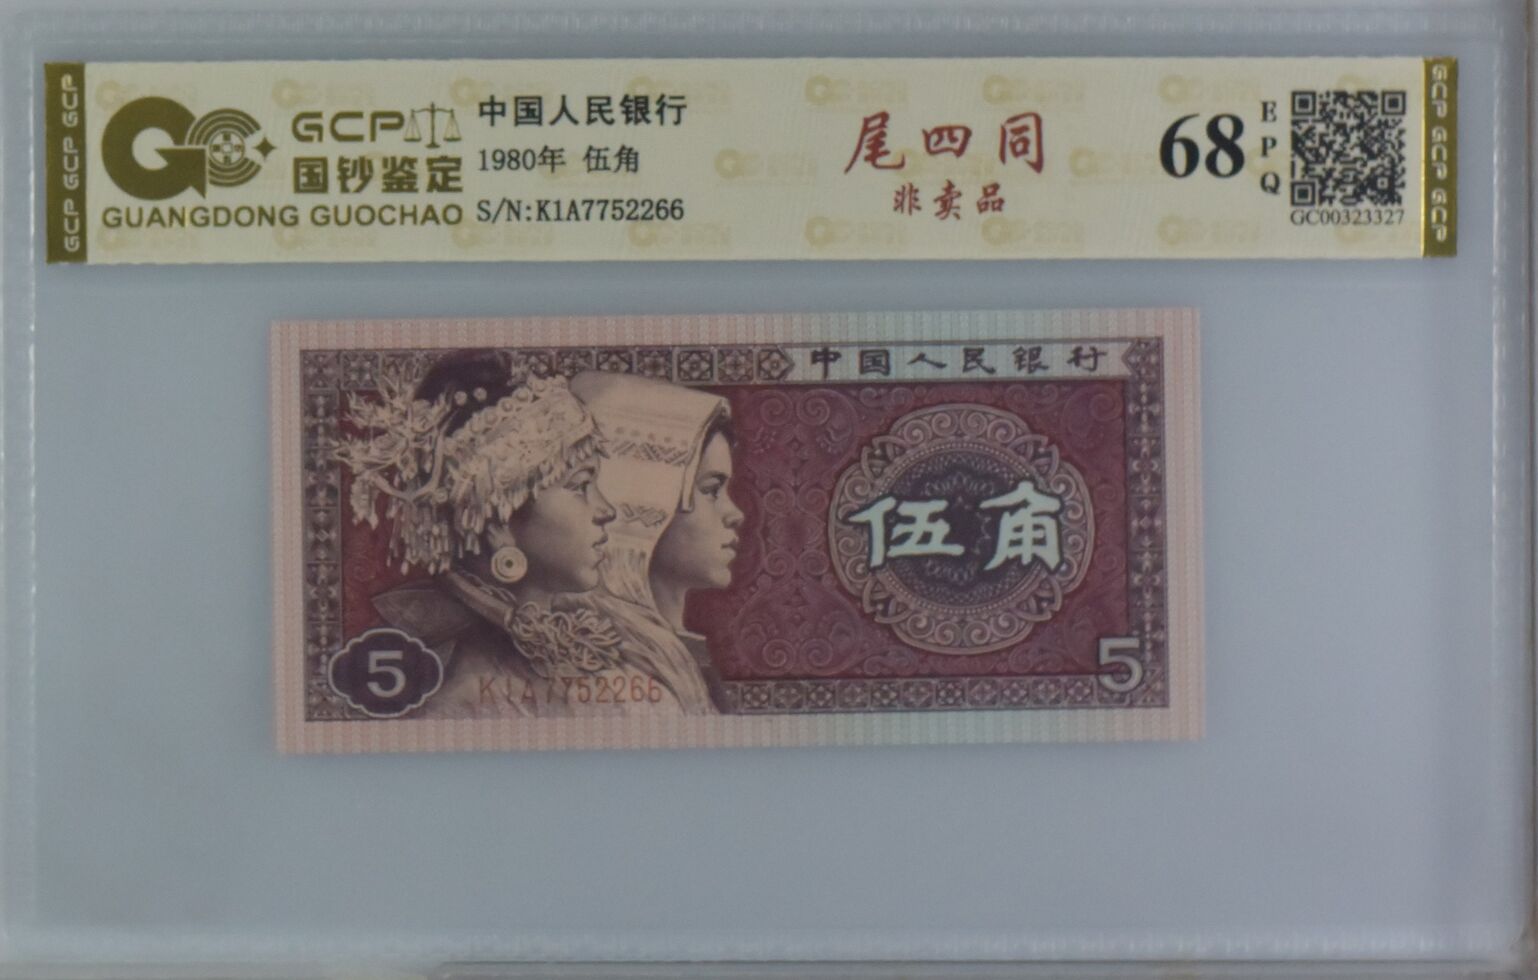 GCP GCP GCP
GCP
国钞鉴定
GUANGDONG GUOCHAO
中国人民银行
1980年 伍角
S/N:K1A7752266
尾四同
非卖品
68
EPQ
GC00323327
GCP GCP GCP
中国人民银行
伍角
5
5
K1A7752266